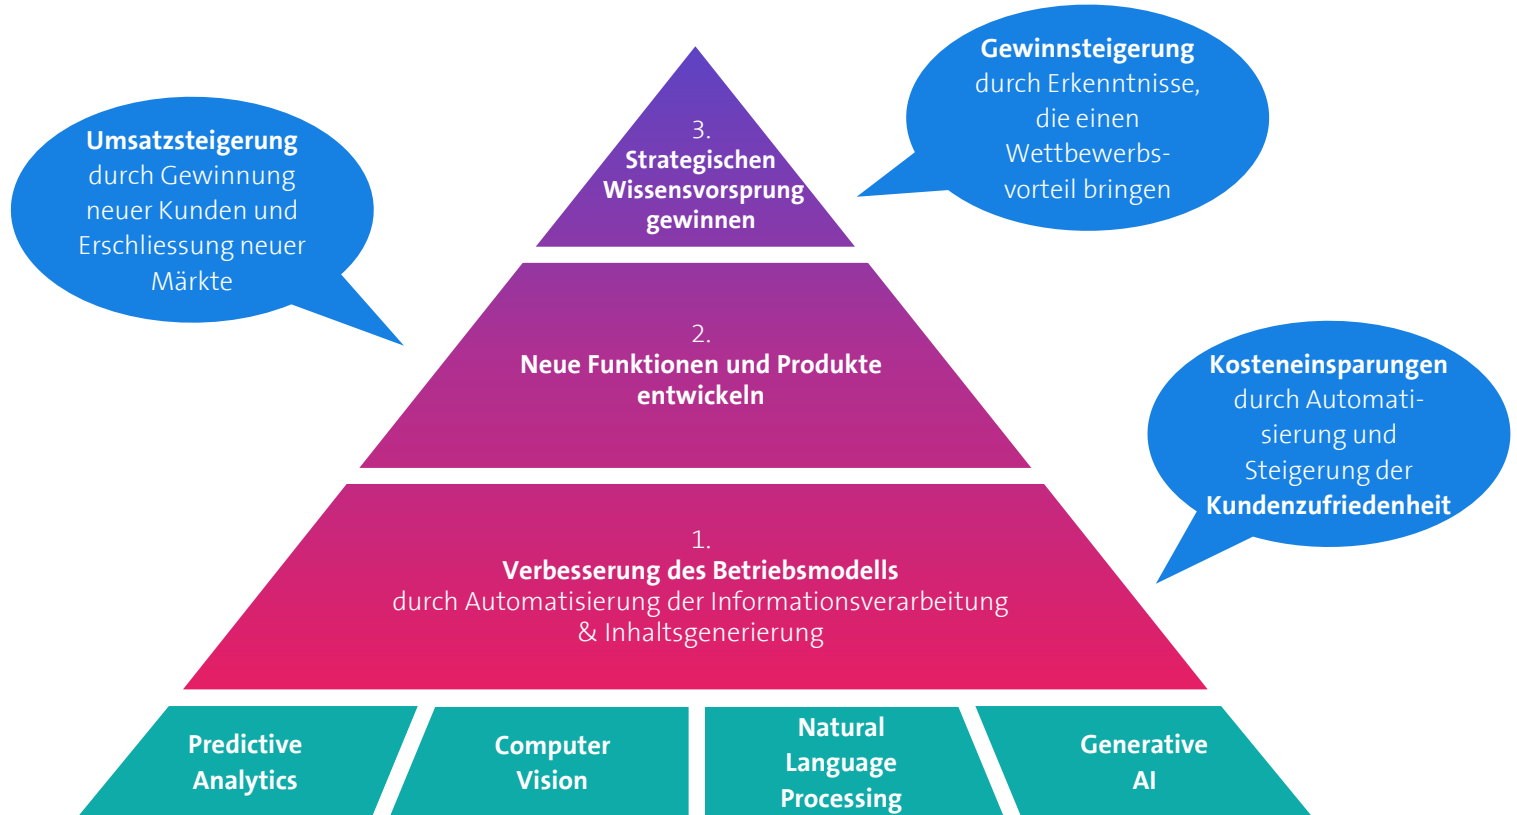 Gewinnsteigerung
durch Erkenntnisse,
die einen
Wettbewerbs-
vorteil bringen
Umsatzsteigerung
durch Gewinnung
neuer Kunden und
Erschliessung neuer
Märkte
3.
Strategischen
Wissensvorsprung
gewinnen
2.
Neue Funktionen und Produkte
entwickeln
Kosteneinsparungen
durch Automati-
sierung und
Steigerung der
Kundenzufriedenheit
1.
Verbesserung des Betriebsmodells
durch Automatisierung der Informationsverarbeitung
& Inhaltsgenerierung
Predictive
Analytics
Computer
Vision
Natural
Language
Processing
Generative
AI